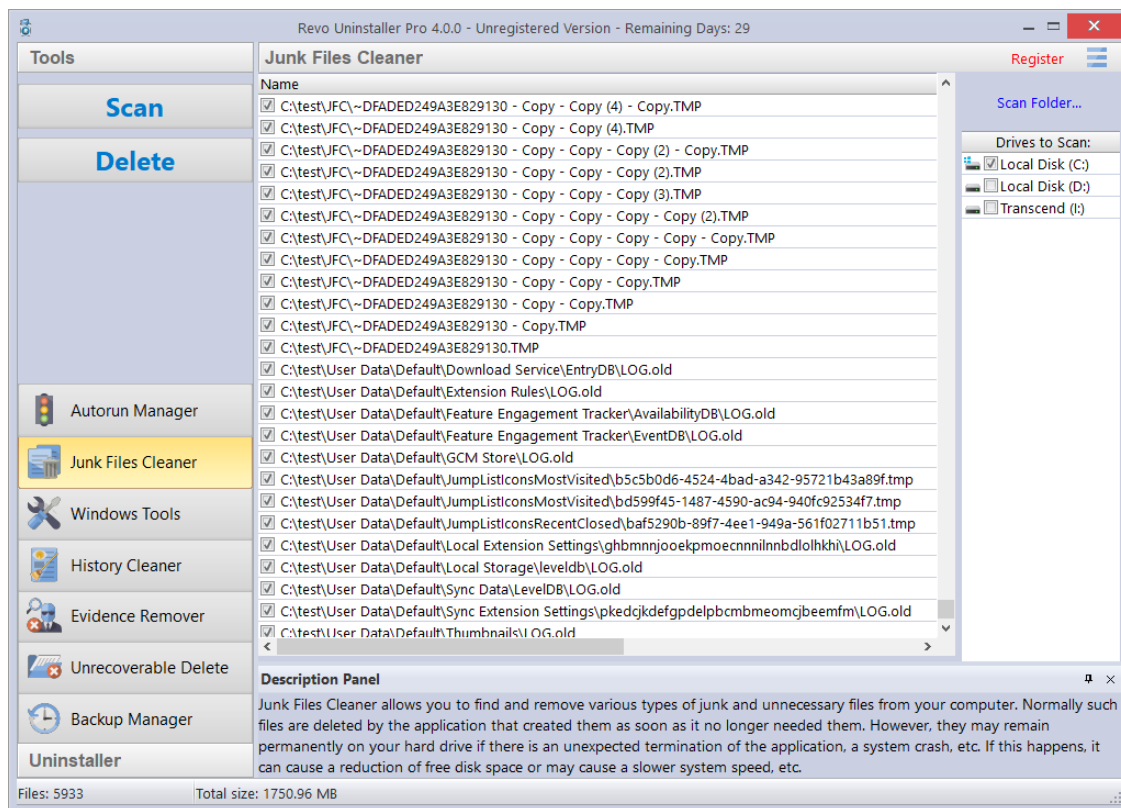 Revo Uninstaller Pro 4.0.0 - Unregistered Version - Remaining Days: 29
Tools
Scan
Delete
Autorun Manager
Junk Files Cleaner
Windows Tools
History Cleaner
Evidence Remover
Unrecoverable Delete
Backup Manager
Uninstaller
Junk Files Cleaner
Register
Name
C:\test\JFC\~DFADED249A3E829130 - Copy - Copy (4) - Copy.TMP
C:\test\JFC\~DFADED249A3E829130 - Copy - Copy (4).TMP
C:\test\JFC\~DFADED249A3E829130 - Copy - Copy - Copy (2) - Copy.TMP
C:\test\JFC\~DFADED249A3E829130 - Copy - Copy - Copy (2).TMP
C:\test\JFC\~DFADED249A3E829130 - Copy - Copy - Copy (3).TMP
C:\test\JFC\~DFADED249A3E829130 - Copy - Copy - Copy - Copy (2).TMP
C:\test\JFC\~DFADED249A3E829130 - Copy - Copy - Copy - Copy - Copy.TMP
C:\test\JFC\~DFADED249A3E829130 - Copy - Copy - Copy - Copy.TMP
C:\test\JFC\~DFADED249A3E829130 - Copy - Copy - Copy.TMP
C:\test\JFC\~DFADED249A3E829130 - Copy - Copy.TMP
C:\test\JFC\~DFADED249A3E829130 - Copy.TMP
C:\test\JFC\~DFADED249A3E829130.TMP
C:\test\User Data\Default\Download Service\EntryDB\LOG.old
C:\test\User Data\Default\Extension Rules\LOG.old
C:\test\User Data\Default\Feature Engagement Tracker\AvailabilityDB\LOG.old
C:\test\User Data\Default\Feature Engagement Tracker\EventDB\LOG.old
C:\test\User Data\Default\GCM Store\LOG.old
C:\test\User Data\Default\JumpListIconsMostVisited\b5c5b0d6-4524-4bad-a342-95721b43a89f.tmp
C:\test\User Data\Default\JumpListIconsMostVisited\bd599f45-1487-4590-ac94-940fc92534f7.tmp
C:\test\User Data\Default\JumpListIconsRecentClosed\baf5290b-89f7-4ee1-949a-561f02711b51.tmp
C:\test\User Data\Default\Local Extension Settings\ghbmnnjooekpmoecnnnilnnbdlolhkhi\LOG.old
C:\test\User Data\Default\Local Storage\leveldb\LOG.old
C:\test\User Data\Default\Sync Data\LevelDB\LOG.old
C:\test\User Data\Default\Sync Extension Settings\pkedcjkdefgpdelpbcmbmeomcjbeemfm\LOG.old
C:\test\User Data\Default\Thumbnails\LOG.old
Scan Folder...
Drives to Scan:
Local Disk (C:)
Local Disk (D:)
Transcend (I:)
Description Panel
Junk Files Cleaner allows you to find and remove various types of junk and unnecessary files from your computer. Normally such
files are deleted by the application that created them as soon as it no longer needed them. However, they may remain
permanently on your hard drive if there is an unexpected termination of the application, a system crash, etc. If this happens, it
can cause a reduction of free disk space or may cause a slower system speed, etc.
Files: 5933
Total size: 1750.96 MB